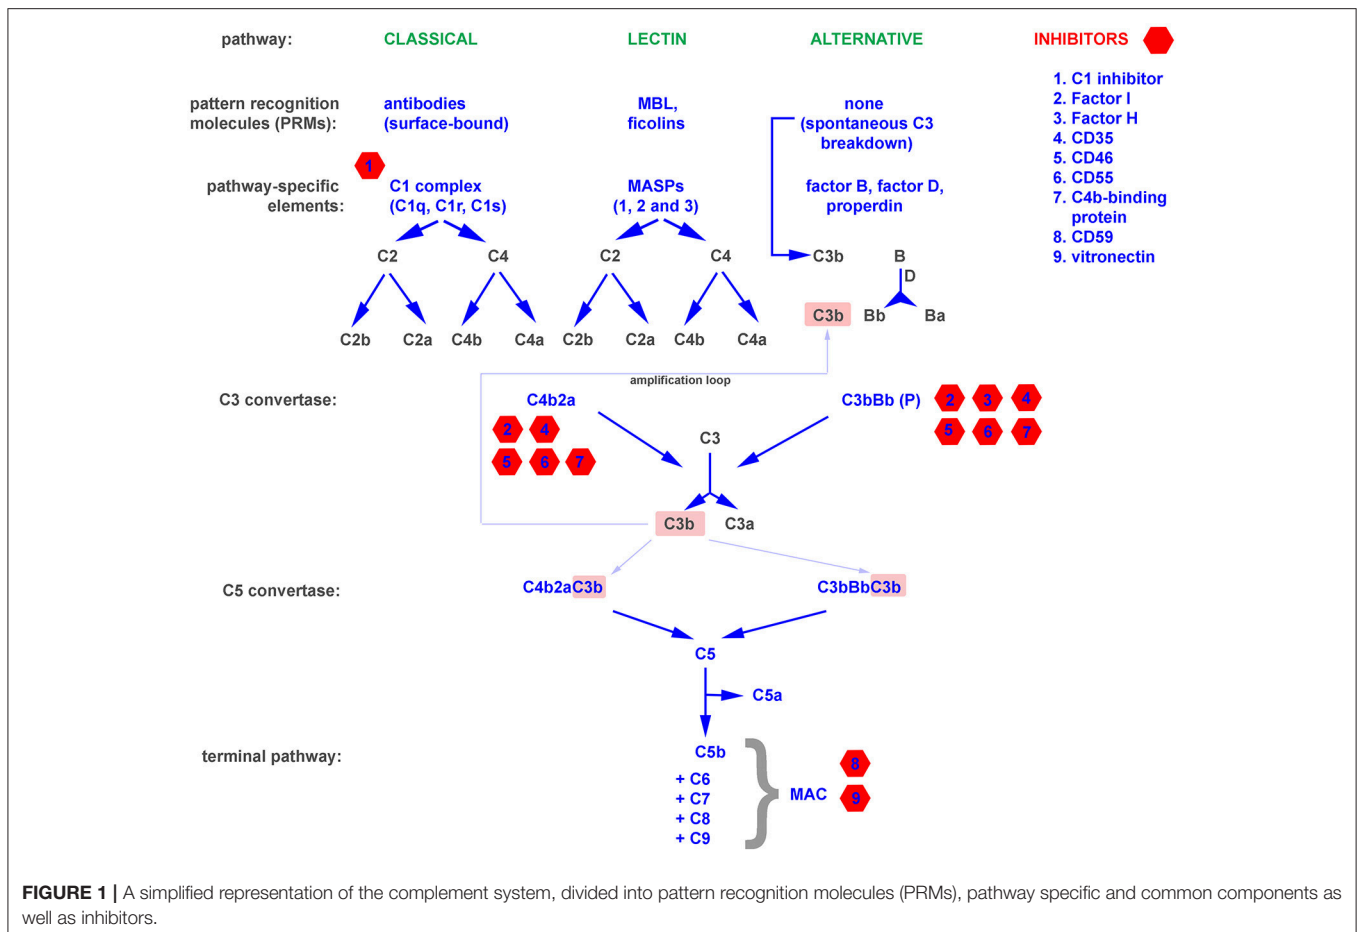 pathway:
CLASSICAL
LECTIN
ALTERNATIVE
INHIBITORS
pattern recognition
molecules (PRMs):
antibodies
(surface-bound)
MBL,
ficolins
none
(spontaneous C3
breakdown)
1. C1 inhibitor
2. Factor I
3. Factor H
4. CD35
5. CD46
6. CD55
7. C4b-binding
protein
8. CD59
9. vitronectin
1
pathway-specific
elements:
C1 complex
(C1q, C1r, C1s)
MASPs
(1, 2 and 3)
factor B, factor D,
properdin
C2
C4
C2
C4
C3b
B
D
C2b
C2a
C4b
C4a
C2b
C2a
C4b
C4a
C3b
Bb
Ba
amplification loop
C3 convertase:
C4b2a
C3bBb (P)
2
3
4
5
6
7
2
4
5
6
7
C3
C3b
C3a
C5 convertase:
C4b2aC3b
C3bBbC3b
C5
C5a
terminal pathway:
C5b
+ C6
+ C7
+ C8
+ C9
MAC
8
9
FIGURE 1 | A simplified representation of the complement system, divided into pattern recognition molecules (PRMs), pathway specific and common components as
well as inhibitors.